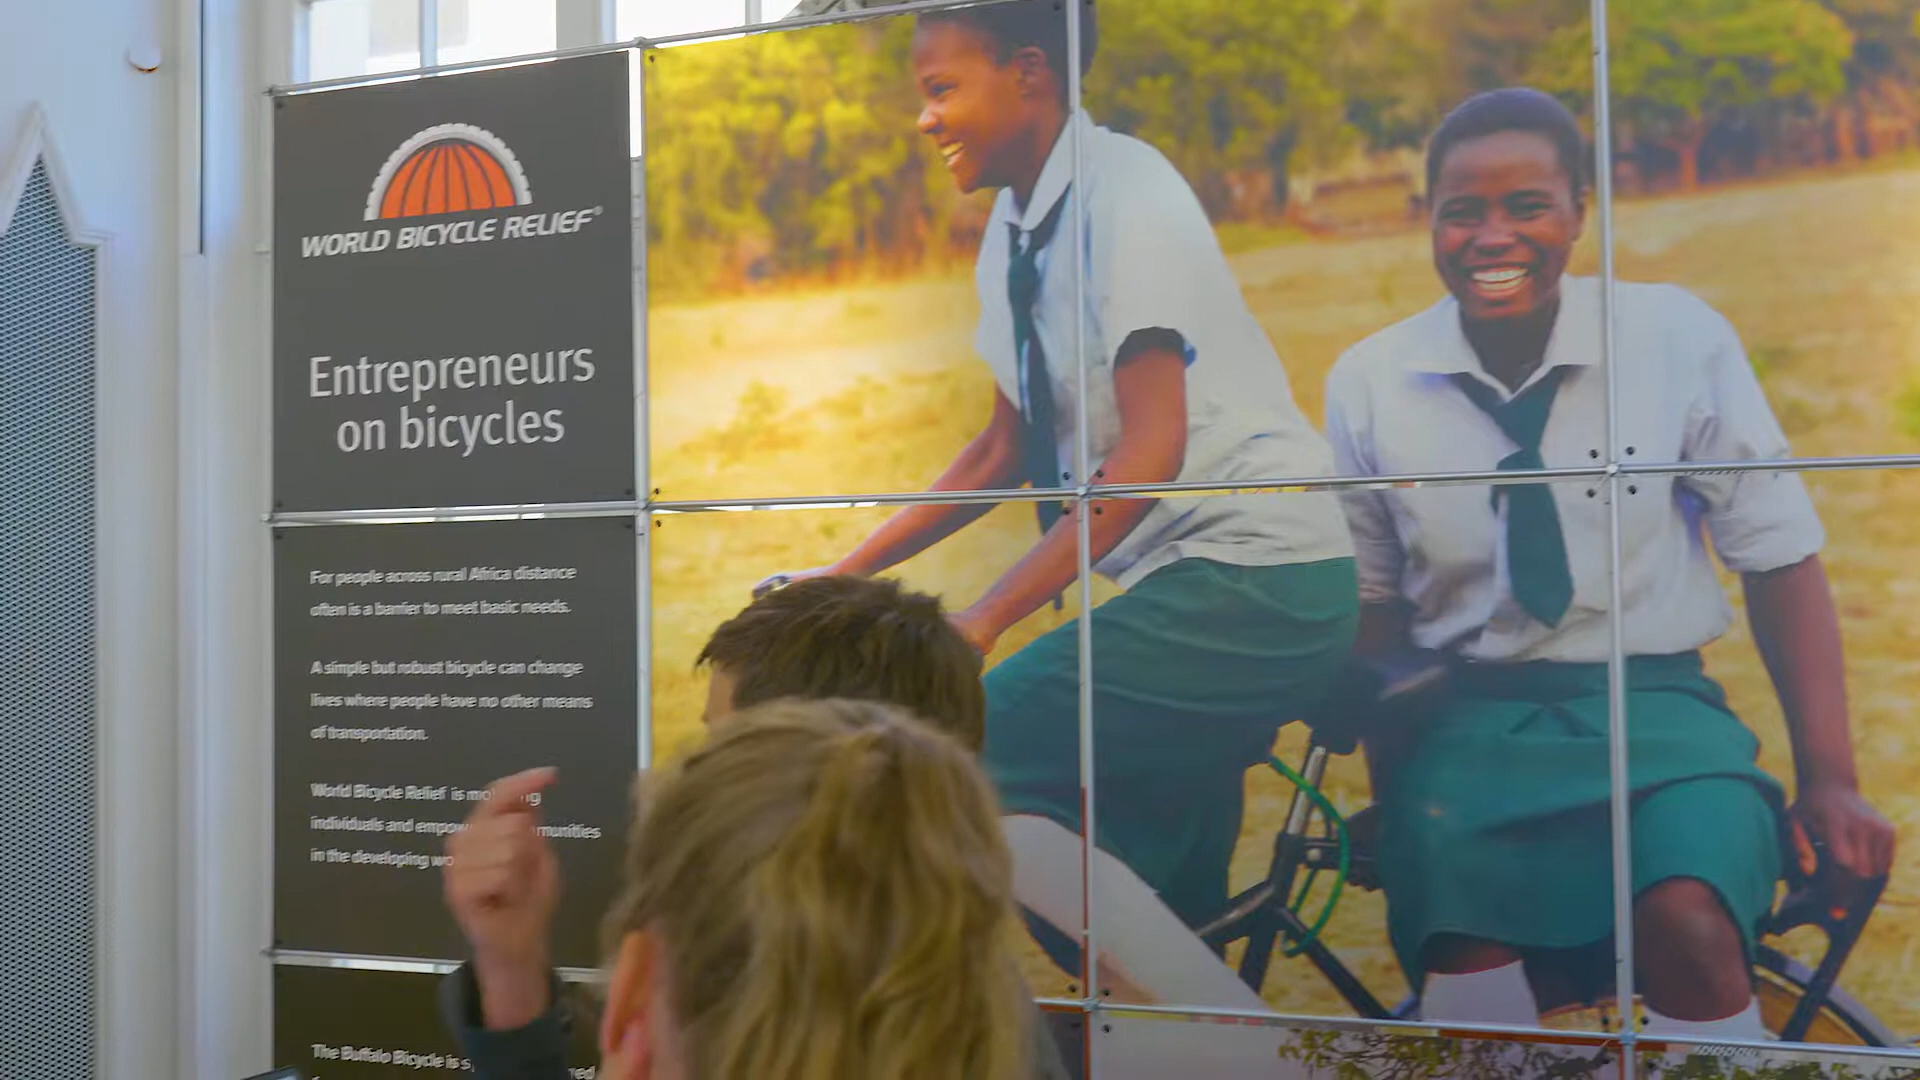 WORLD BICYCLE RELIEF®
Entrepreneurs
on bicycles
For people across rural Africa distance
often is a barrier to meet basic needs.
A simple but robust bicycle can change
lives where people have no other means
of transportation.
World Bicycle Relief is
individuals and munities
in the developing
The Buffalo Bicycle is